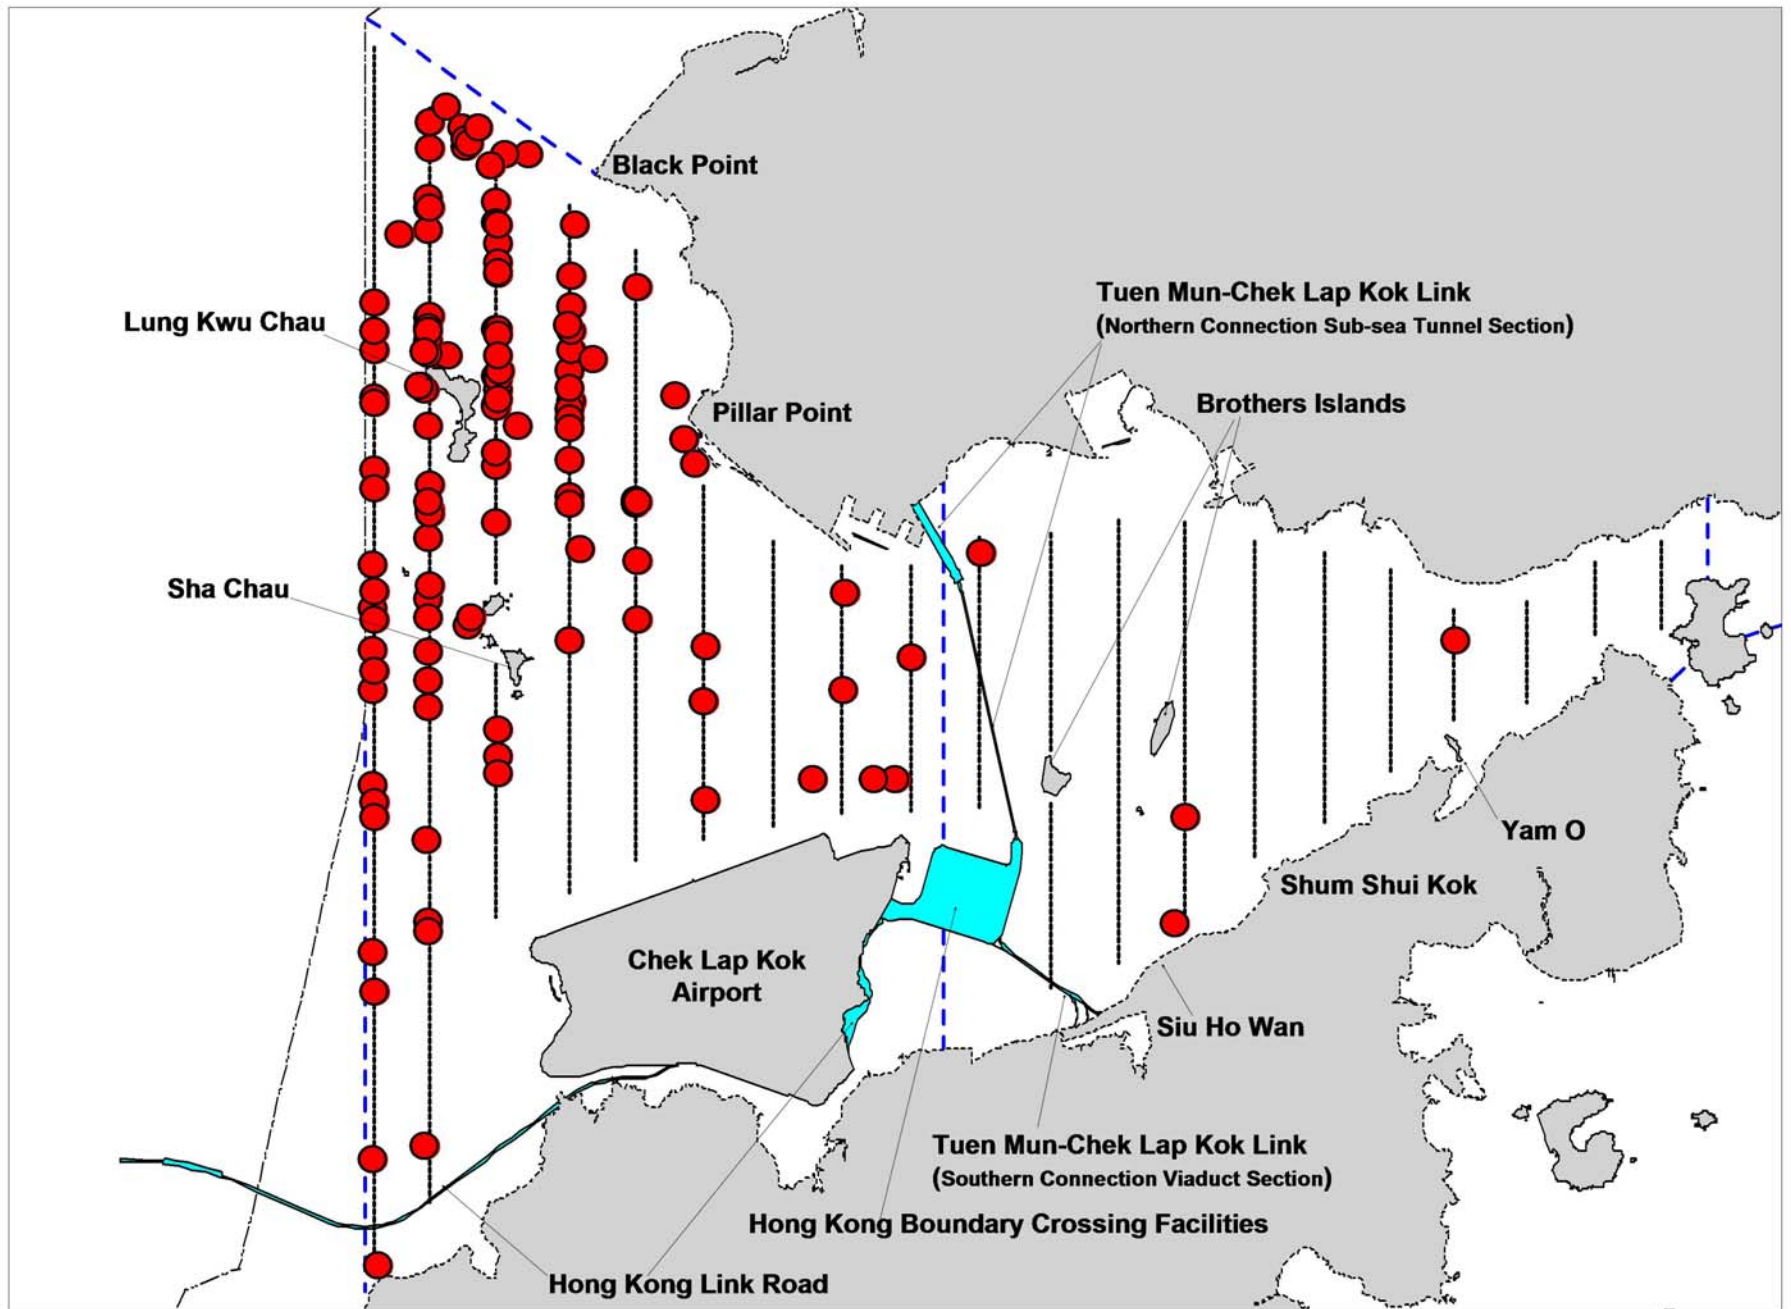 Black Point
Tuen Mun-Chek Lap Kok Link
(Northern Connection Sub-sea Tunnel Section)
Lung Kwu Chau
Brothers Islands
Pillar Point
Sha Chau
Yam O
Shum Shui Kok
Chek Lap Kok
Airport
Siu Ho Wan
Tuen Mun-Chek Lap Kok Link
(Southern Connection Viaduct Section)
Hong Kong Boundary Crossing Facilities
Hong Kong Link Road